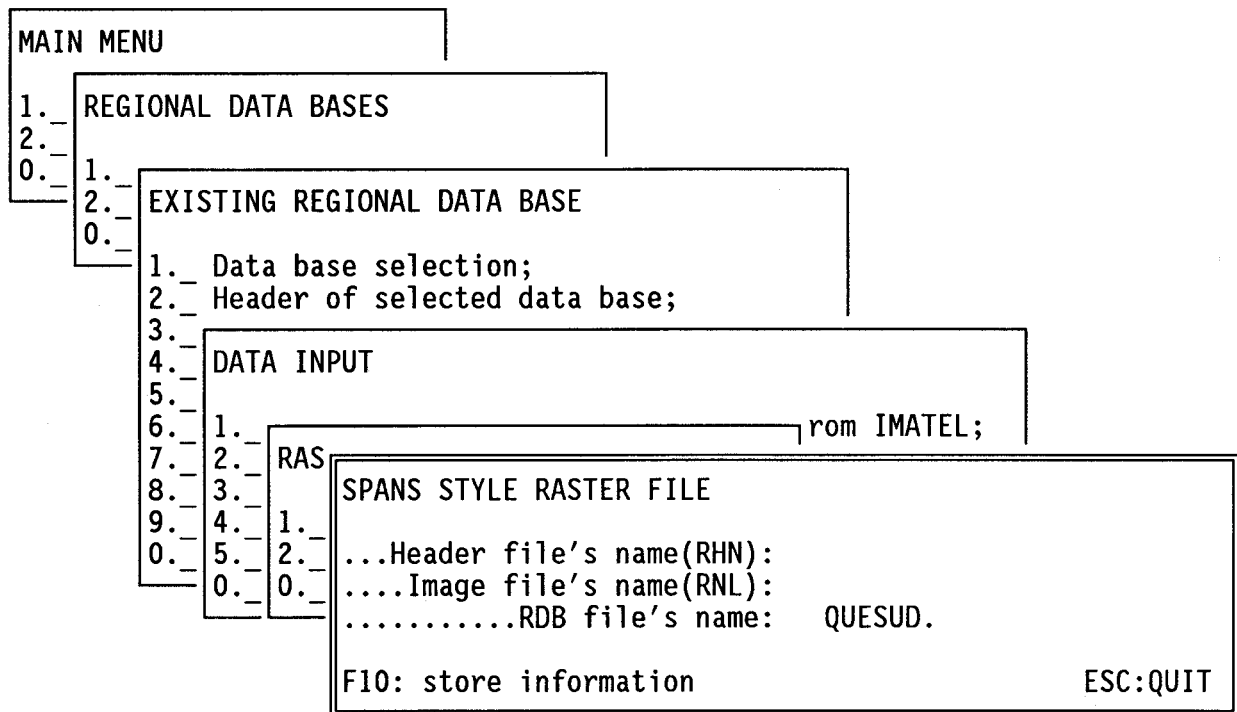 MAIN MENU
1._
2._
0._
REGIONAL DATA BASES
1._
2._
0._
EXISTING REGIONAL DATA BASE
1._ Data base selection;
2._ Header of selected data base;
3._
4._
5._
6._
7._
8._
9._
0._
DATA INPUT
1._ rom IMATEL;
2._
3._
4._
5._
0._
RAS
1._
2._
0._
SPANS STYLE RASTER FILE
...Header file's name(RHN):
....Image file's name(RNL):
...........RDB file's name: QUESUD.
F10: store information ESC:QUIT